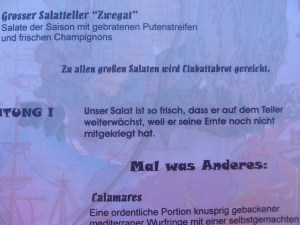 Grosser Salatteller "Zwegat"
Salate der Saison mit gebratenen Putenstreifen
und frischen Champignons
Zu allen großen Salaten wird Ciabattabrot gereicht.
ITUNG !
Unser Salat ist so frisch, dass er auf dem Teller
weiterwächst, weil er seine Ernte noch nicht
mitgekriegt hat.
Mal was Anderes:
Calamares
Eine ordentliche Portion knusprig gebackener
mediterraner Wurfringe mit einer selbstgemachten